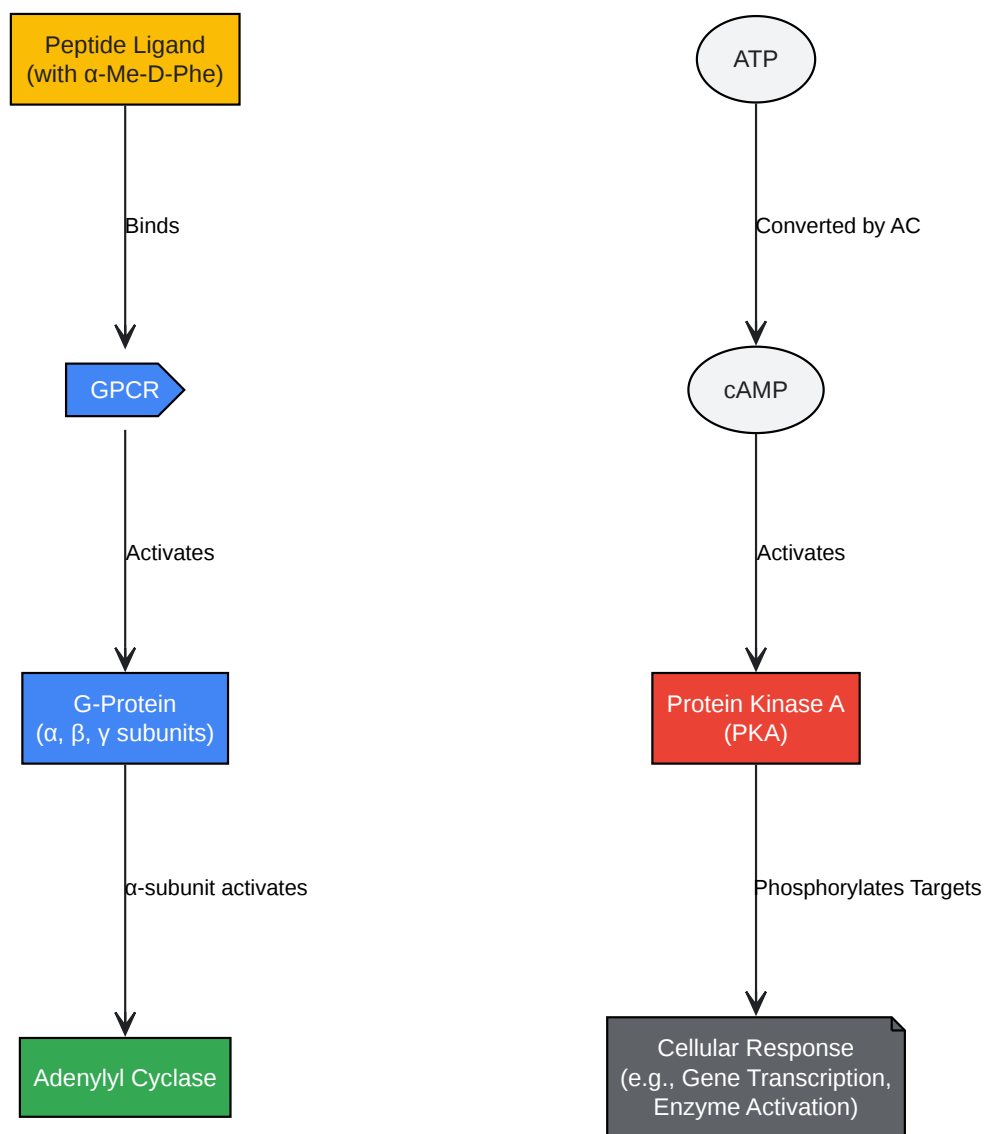 Peptide Ligand
(with α-Me-D-Phe)
Binds
GPCR
Activates
G-Protein
(α, β, γ subunits)
α-subunit activates
Adenylyl Cyclase
ATP
Converted by AC
cAMP
Activates
Protein Kinase A
(PKA)
Phosphorylates Targets
Cellular Response
(e.g., Gene Transcription,
Enzyme Activation)